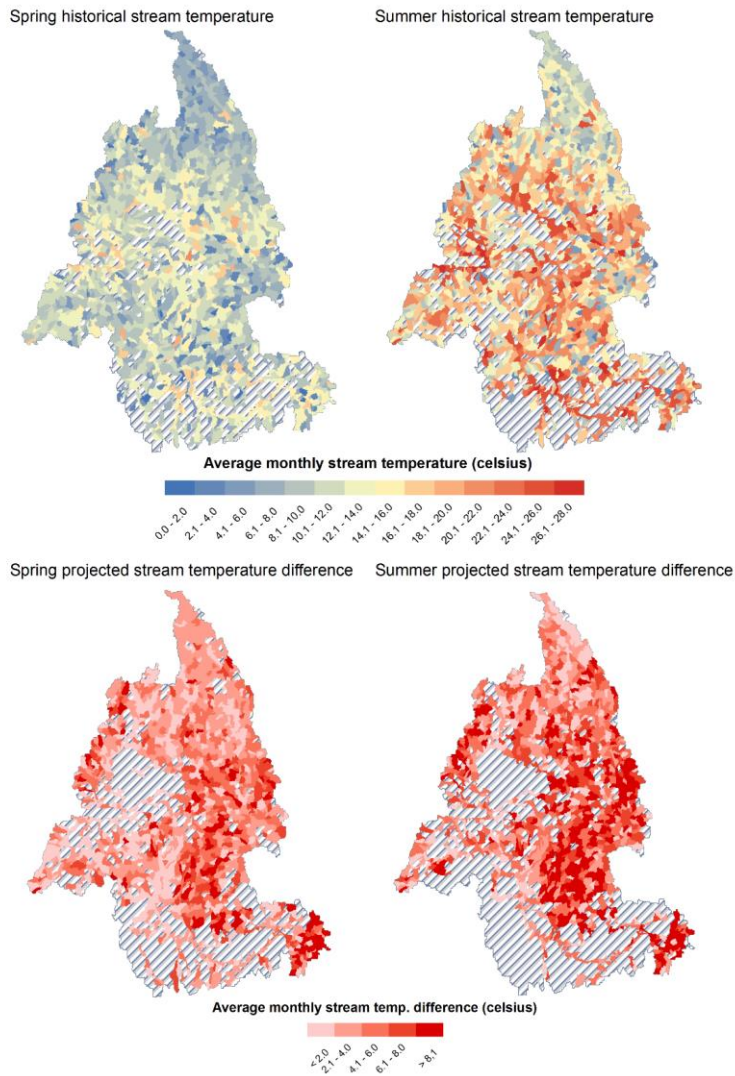 Spring historical stream temperature
Summer historical stream temperature
Average monthly stream temperature (celsius)
0.0 - 2.0
2.1 - 4.0
4.1 - 6.0
6.1 - 8.0
8.1 - 10.0
10.1 - 12.0
12.1 - 14.0
14.1 - 16.0
16.1 - 18.0
18.1 - 20.0
20.1 - 22.0
22.1 - 24.0
24.1 - 26.0
26.1 - 28.0
Spring projected stream temperature difference
Summer projected stream temperature difference
Average monthly stream temp. difference (celsius)
< 2.0
2.1 - 4.0
4.1 - 6.0
6.1 - 8.0
> 8.1